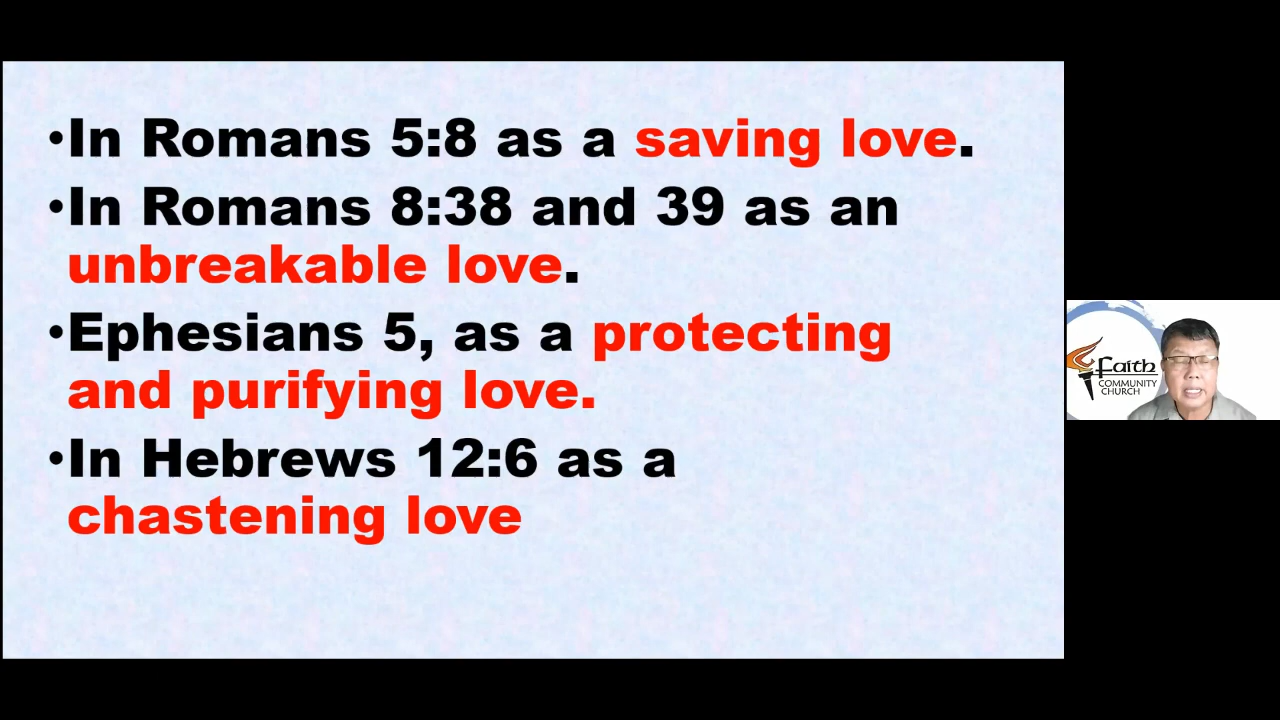 •In Romans 5:8 as a saving love.
•In Romans 8:38 and 39 as an
unbreakable love.
•Ephesians 5, as a protecting
and purifying love.
•In Hebrews 12:6 as a
chastening love
Faith
COMMUNITY
CHURCH